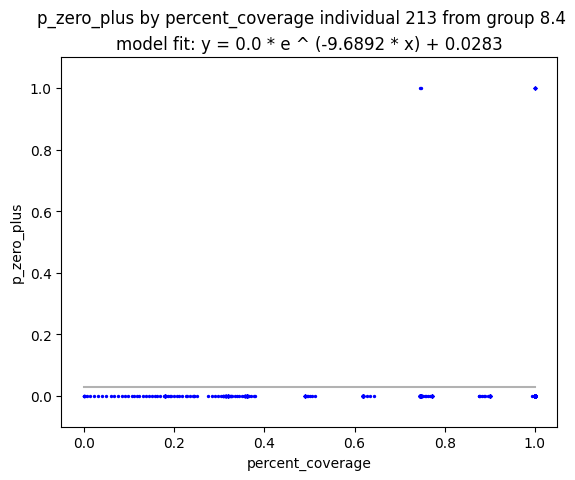 p_zero_plus by percent_coverage individual 213 from group 8.4
model fit: y = 0.0 * e ^ (-9.6892 * x) + 0.0283
1.0
0.8
0.6
0.4
0.2
0.0
p_zero_plus
0.0 0.2 0.4 0.6 0.8 1.0
percent_coverage